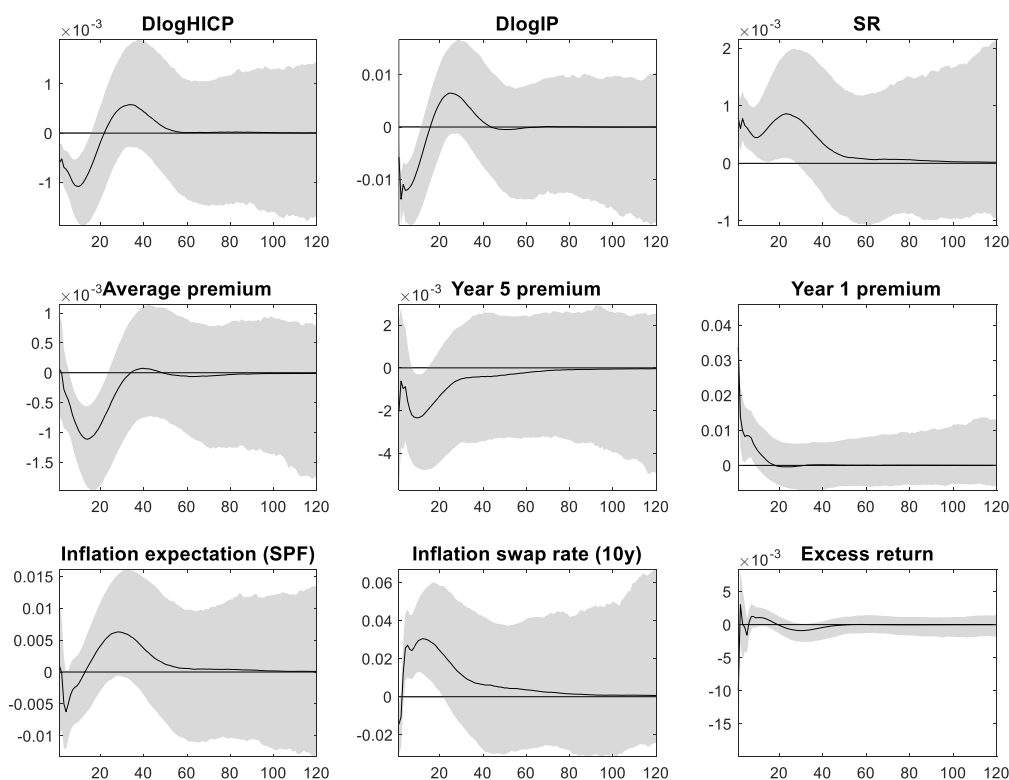 DlogHICP
×10⁻³
1
0
-1
20 40 60 80 100 120
DlogIP
0.01
0
-0.01
20 40 60 80 100 120
SR
×10⁻³
2
1
0
-1
20 40 60 80 100 120
Average premium
×10⁻³
1
0.5
0
-0.5
-1
-1.5
20 40 60 80 100 120
Year 5 premium
×10⁻³
2
0
-2
-4
20 40 60 80 100 120
Year 1 premium
0.04
0.03
0.02
0.01
0
20 40 60 80 100 120
Inflation expectation (SPF)
0.015
0.01
0.005
0
-0.005
-0.01
20 40 60 80 100 120
Inflation swap rate (10y)
0.06
0.04
0.02
0
-0.02
20 40 60 80 100 120
Excess return
×10⁻³
5
0
-5
-10
-15
20 40 60 80 100 120